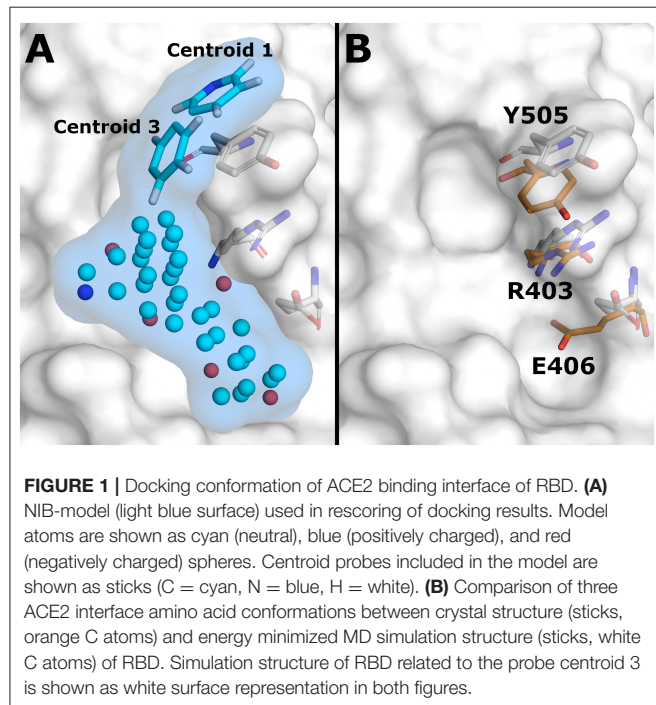 A
Centroid 1
Centroid 3
B
Y505
R403
E406
FIGURE 1 | Docking conformation of ACE2 binding interface of RBD. (A)
NIB-model (light blue surface) used in rescoring of docking results. Model
atoms are shown as cyan (neutral), blue (positively charged), and red
(negatively charged) spheres. Centroid probes included in the model are
shown as sticks (C = cyan, N = blue, H = white). (B) Comparison of three
ACE2 interface amino acid conformations between crystal structure (sticks,
orange C atoms) and energy minimized MD simulation structure (sticks, white
C atoms) of RBD. Simulation structure of RBD related to the probe centroid 3
is shown as white surface representation in both figures.